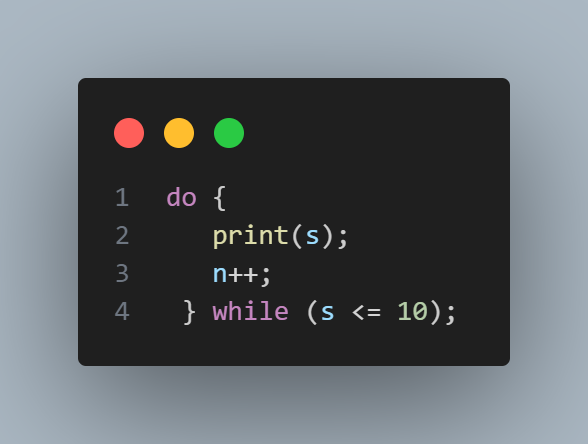 1 do {
2 print(s);
3 n++;
4 } while (s <= 10);